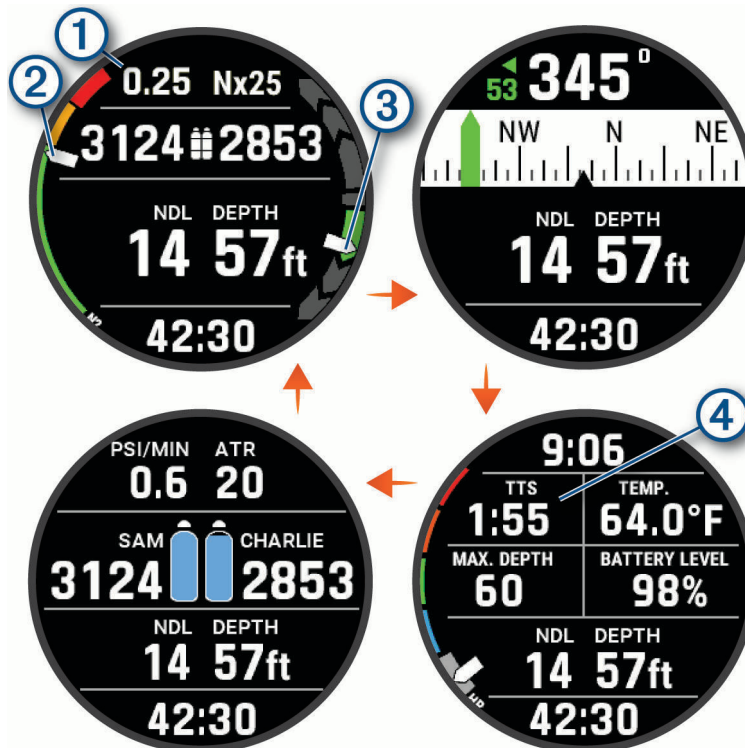 1
0.25 Nx25
2
3
3124 2853
NDL DEPTH
14 57ft
N2
42:30
53 345°
NW N NE
NDL DEPTH
14 57ft
42:30
PSI/MIN ATR
0.6 20
SAM CHARLIE
3124 2853
NDL DEPTH
14 57ft
42:30
4
9:06
TTS TEMP.
1:55 64.0°F
MAX. DEPTH BATTERY LEVEL
60 98%
NDL DEPTH
14 57ft
HR
42:30